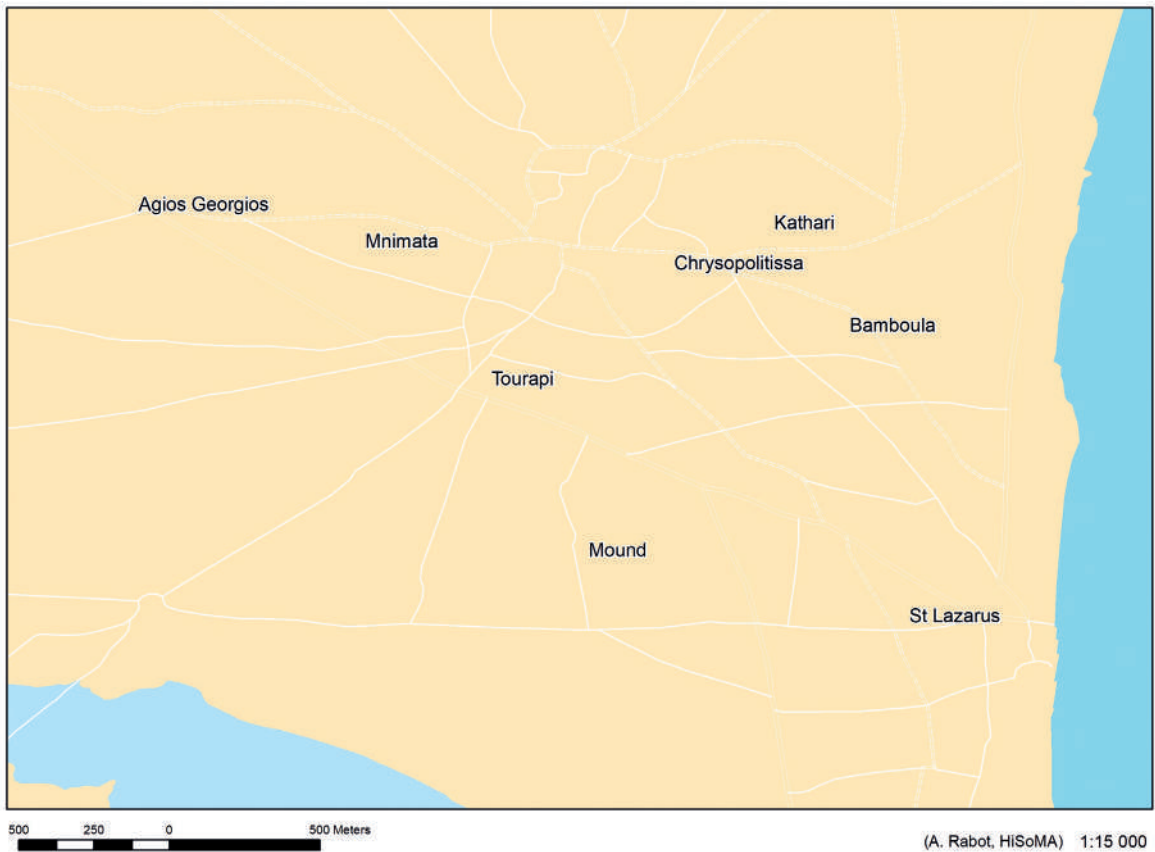 Agios Georgios
Kathari
Mnimata
Chrysopolitissa
Bamboula
Tourapi
Mound
St Lazarus
500 250 0 500 Meters
(A. Rabot, HiSoMA) 1:15 000